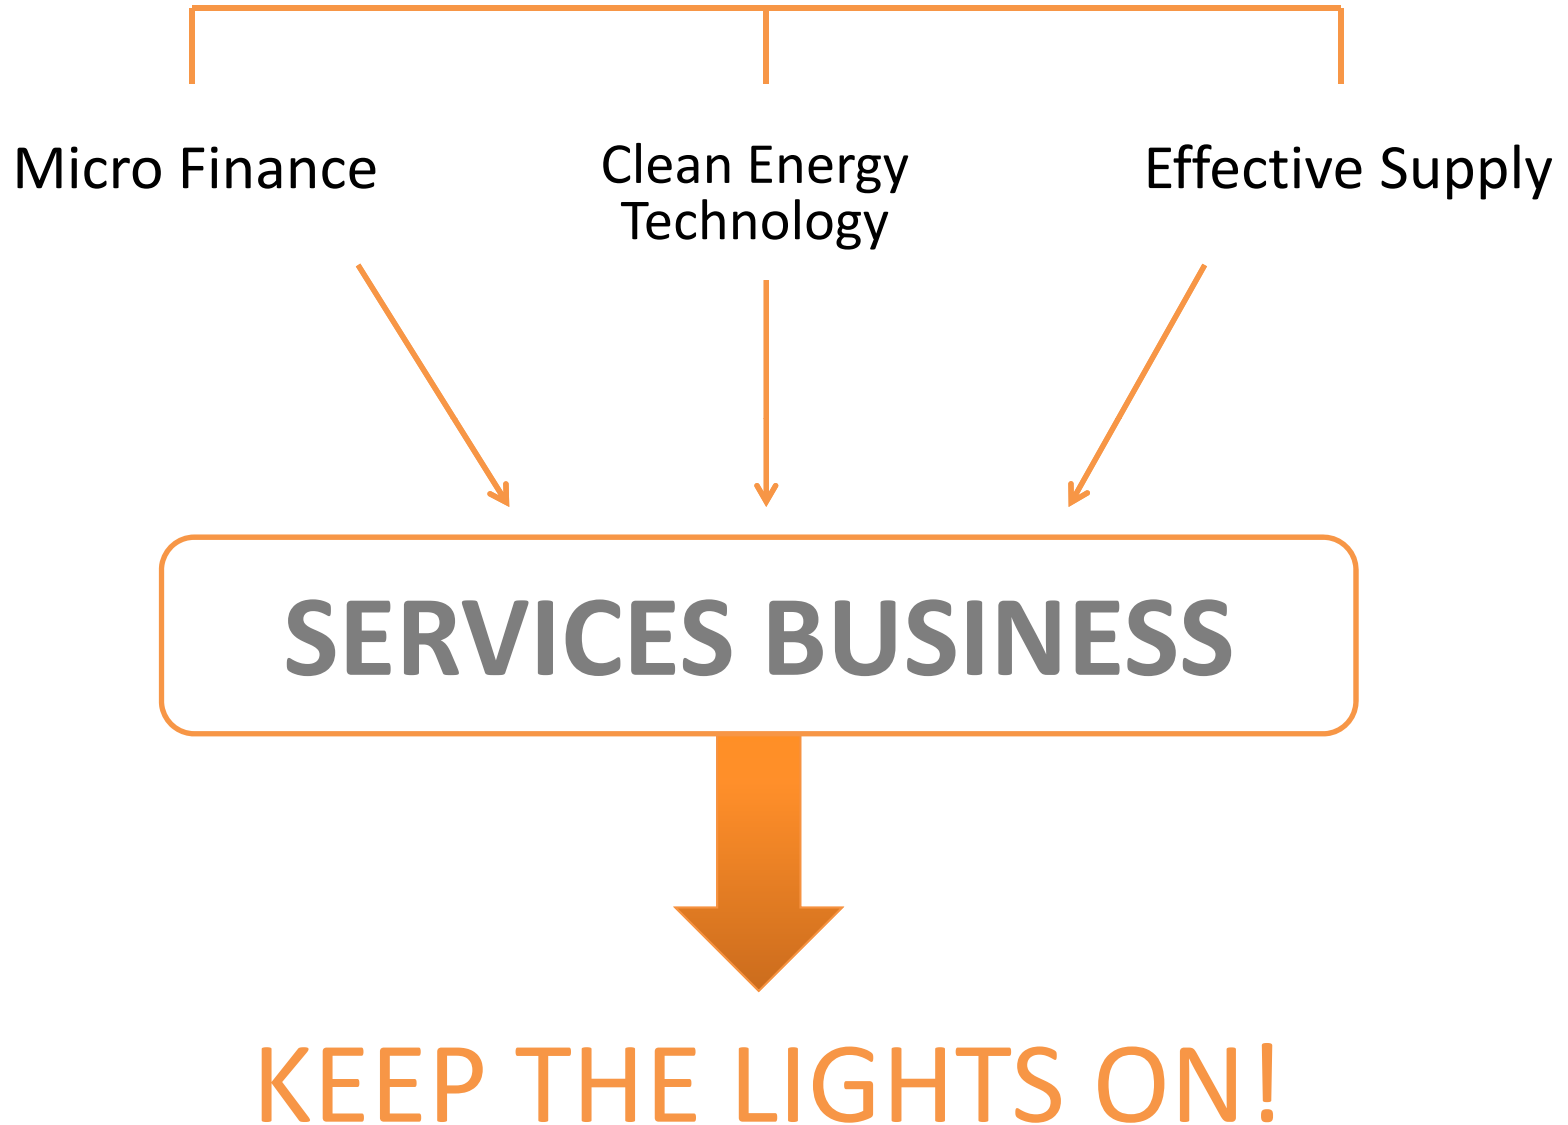 Micro Finance
Clean Energy
Technology
Effective Supply
SERVICES BUSINESS
KEEP THE LIGHTS ON!